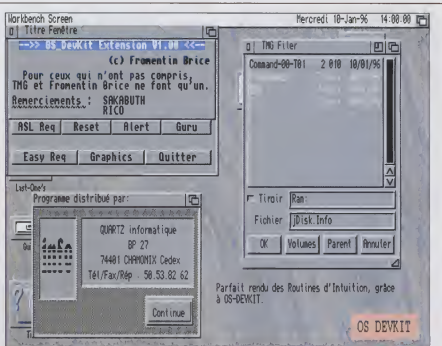 Workbench Screen
Mercredi 10-Jan-96 14:00:00
Titre Fenêtre
-->> OS_DevKit Extension V1.00 <<--
(c) Fromentin Brice
Pour ceux qui n'ont pas compris,
TMG et Fromentin Brice ne font qu'un.
Remerciements : SAKABUTH
RICO
ASL Req Reset Alert Guru
Easy Req Graphics Quitter
TMG Filer
Command-00-T01 2 010 10/01/96
Tiroir Ram:
Fichier jDisk.Info
OK Volumes Parent Annuler
Last-One's
Programme distribué par:
info
QUARTZ informatique
BP 27
74401 CHAMONIX Cedex
Tél/Fax/Rép : 50.53.82 62
Continue
Parfait rendu des Routines d'Intuition, grâce
à OS-DEVKIT.
OS DEVKIT